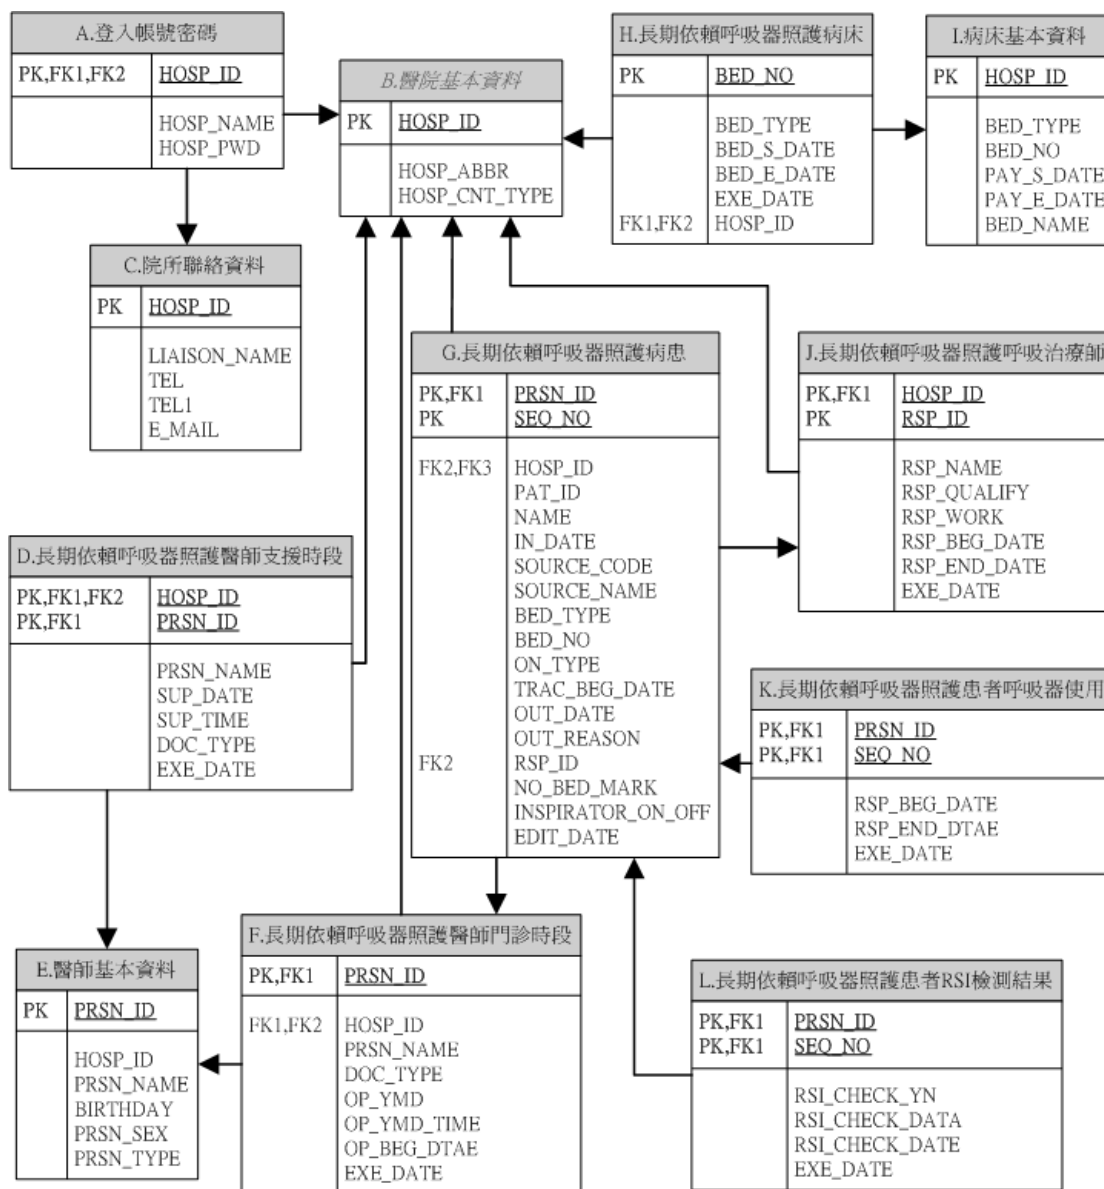 A.登入帳號密碼
PK,FK1,FK2 HOSP_ID
HOSP_NAME
HOSP_PWD
B.醫院基本資料
PK HOSP_ID
HOSP_ABBR
HOSP_CNT_TYPE
H.長期依賴呼吸器照護病床
PK BED_NO
BED_TYPE
BED_S_DATE
BED_E_DATE
EXE_DATE
FK1,FK2 HOSP_ID
I.病床基本資料
PK HOSP_ID
BED_TYPE
BED_NO
PAY_S_DATE
PAY_E_DATE
BED_NAME
C.院所聯絡資料
PK HOSP_ID
LIAISON_NAME
TEL
TEL1
E_MAIL
G.長期依賴呼吸器照護病患
PK,FK1 PRSN_ID
PK SEQ_NO
FK2,FK3 HOSP_ID
PAT_ID
NAME
IN_DATE
SOURCE_CODE
SOURCE_NAME
BED_TYPE
BED_NO
ON_TYPE
TRAC_BEG_DATE
OUT_DATE
OUT_REASON
FK2 RSP_ID
NO_BED_MARK
INSPIRATOR_ON_OFF
EDIT_DATE
J.長期依賴呼吸器照護呼吸治療師
PK,FK1 HOSP_ID
PK RSP_ID
RSP_NAME
RSP_QUALIFY
RSP_WORK
RSP_BEG_DATE
RSP_END_DATE
EXE_DATE
D.長期依賴呼吸器照護醫師支援時段
PK,FK1,FK2 HOSP_ID
PK,FK1 PRSN_ID
PRSN_NAME
SUP_DATE
SUP_TIME
DOC_TYPE
EXE_DATE
K.長期依賴呼吸器照護患者呼吸器使用
PK,FK1 PRSN_ID
PK,FK1 SEQ_NO
RSP_BEG_DATE
RSP_END_DTAE
EXE_DATE
E.醫師基本資料
PK PRSN_ID
HOSP_ID
PRSN_NAME
BIRTHDAY
PRSN_SEX
PRSN_TYPE
F.長期依賴呼吸器照護醫師門診時段
PK,FK1 PRSN_ID
FK1,FK2 HOSP_ID
PRSN_NAME
DOC_TYPE
OP_YMD
OP_YMD_TIME
OP_BEG_DTAE
EXE_DATE
L.長期依賴呼吸器照護患者RSI檢測結果
PK,FK1 PRSN_ID
PK,FK1 SEQ_NO
RSI_CHECK_YN
RSI_CHECK_DATA
RSI_CHECK_DATE
EXE_DATE